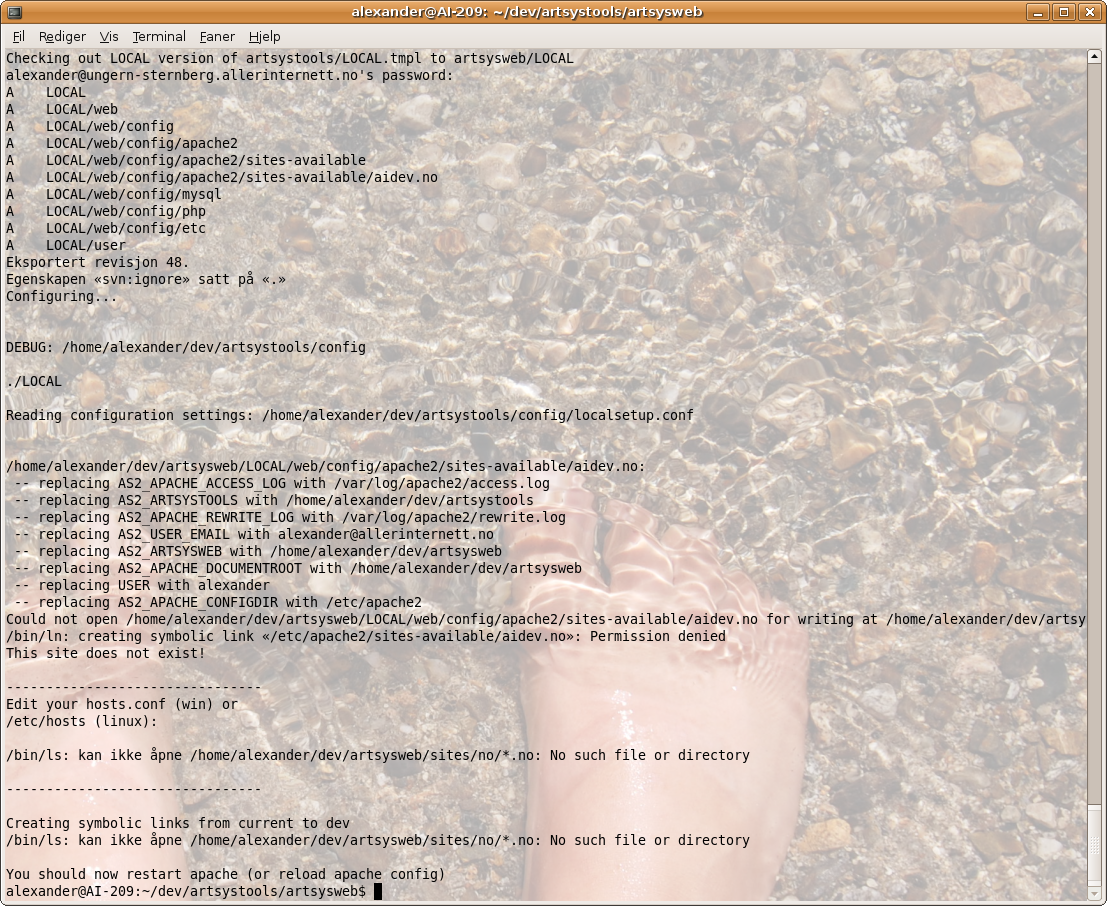 alexander@AI-209: ~/dev/artsystools/artsysweb
Fil Rediger Vis Terminal Faner Hjelp
Checking out LOCAL version of artsystools/LOCAL.tmpl to artsysweb/LOCAL
alexander@ungern-sternberg.allerinternett.no's password:
A    LOCAL
A    LOCAL/web
A    LOCAL/web/config
A    LOCAL/web/config/apache2
A    LOCAL/web/config/apache2/sites-available
A    LOCAL/web/config/apache2/sites-available/aidev.no
A    LOCAL/web/config/mysql
A    LOCAL/web/config/php
A    LOCAL/web/config/etc
A    LOCAL/user
Eksportert revisjon 48.
Egenskapen «svn:ignore» satt på «.»
Configuring...
DEBUG: /home/alexander/dev/artsystools/config
./LOCAL
Reading configuration settings: /home/alexander/dev/artsystools/config/localsetup.conf
/home/alexander/dev/artsysweb/LOCAL/web/config/apache2/sites-available/aidev.no:
 -- replacing AS2_APACHE_ACCESS_LOG with /var/log/apache2/access.log
 -- replacing AS2_ARTSYSTOOLS with /home/alexander/dev/artsystools
 -- replacing AS2_APACHE_REWRITE_LOG with /var/log/apache2/rewrite.log
 -- replacing AS2_USER_EMAIL with alexander@allerinternett.no
 -- replacing AS2_ARTSYSWEB with /home/alexander/dev/artsysweb
 -- replacing AS2_APACHE_DOCUMENTROOT with /home/alexander/dev/artsysweb
 -- replacing USER with alexander
 -- replacing AS2_APACHE_CONFIGDIR with /etc/apache2
Could not open /home/alexander/dev/artsysweb/LOCAL/web/config/apache2/sites-available/aidev.no for writing at /home/alexander/dev/artsy
/bin/ln: creating symbolic link «/etc/apache2/sites-available/aidev.no»: Permission denied
This site does not exist!
--------------------------------
Edit your hosts.conf (win) or
/etc/hosts (linux):
/bin/ls: kan ikke åpne /home/alexander/dev/artsysweb/sites/no/*.no: No such file or directory
--------------------------------
Creating symbolic links from current to dev
/bin/ls: kan ikke åpne /home/alexander/dev/artsysweb/sites/no/*.no: No such file or directory
You should now restart apache (or reload apache config)
alexander@AI-209:~/dev/artsystools/artsysweb$